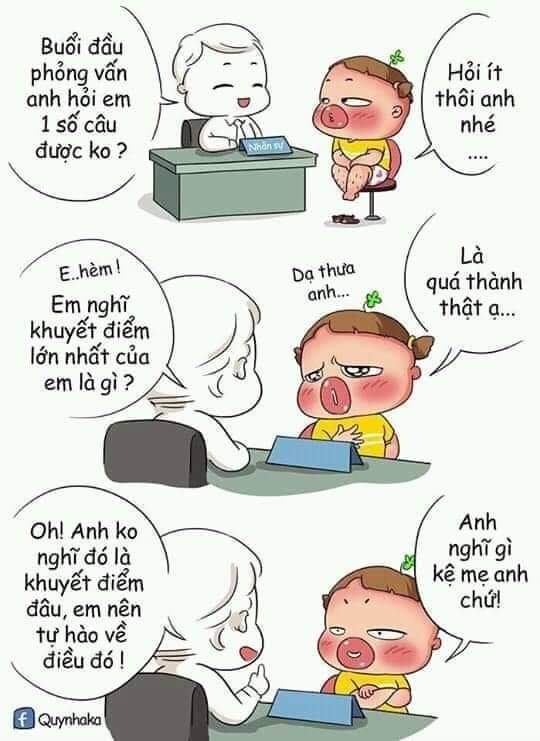 Buổi đầu
phỏng vấn
anh hỏi em
1 số câu
được ko ?
Hỏi ít
thôi anh
nhé
....
Nhân sự
E..hèm !
Em nghĩ
khuyết điểm
lớn nhất của
em là gì ?
Dạ thưa
anh...
Là
quá thành
thật ạ...
Oh! Anh ko
nghĩ đó là
khuyết điểm
đâu, em nên
tự hào về
điều đó !
Anh
nghĩ gì
kệ mẹ anh
chứ!
f Quynhaka